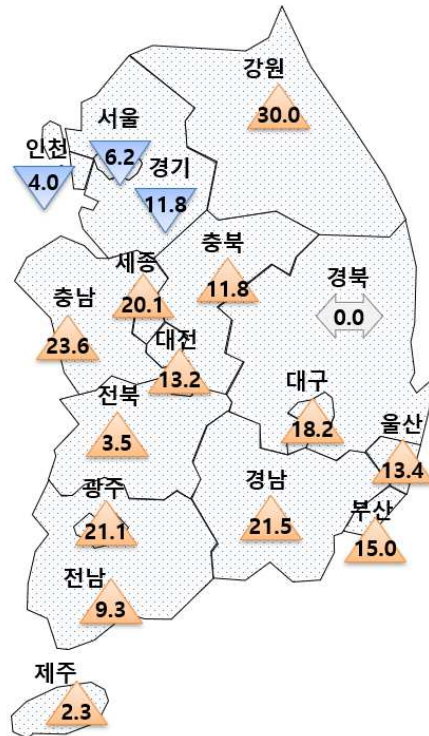 강원
30.0
서울
6.2
인천
4.0
경기
11.8
충북
11.8
세종
20.1
경북
0.0
충남
23.6
대전
13.2
대구
18.2
전북
3.5
울산
13.4
경남
21.5
광주
21.1
부산
15.0
전남
9.3
제주
2.3